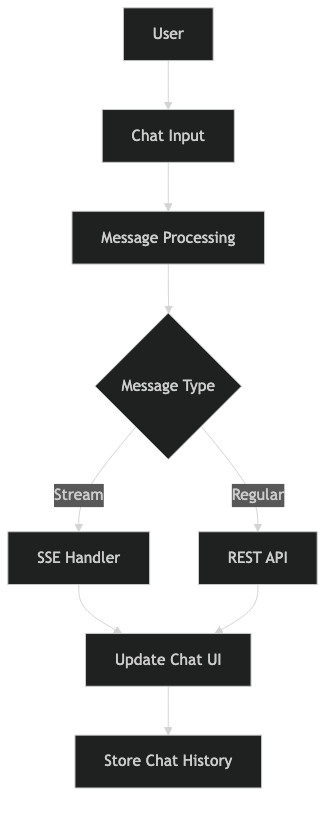 User
Chat Input
Message Processing
Message Type
Stream
Regular
SSE Handler
REST API
Update Chat UI
Store Chat History